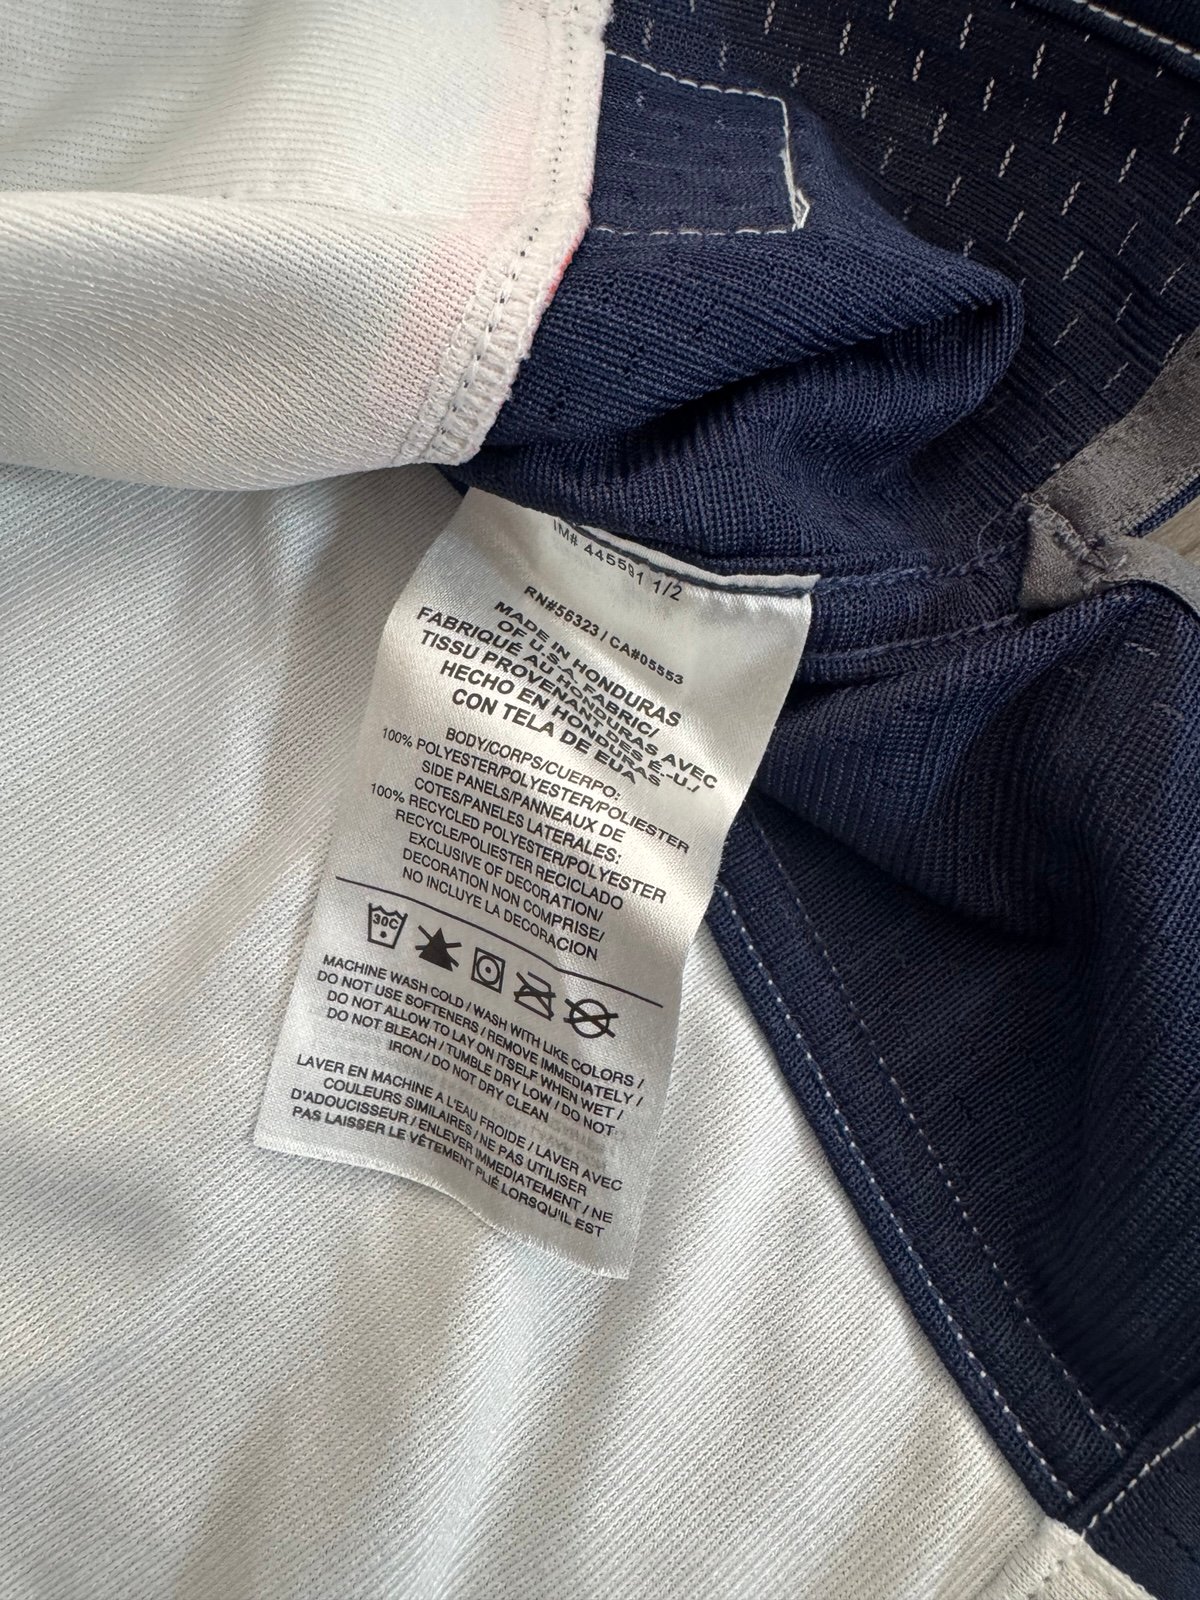 IM# 445591 1/2
RN#56323 / CA#05553
MADE IN HONDURAS
OF U.S.A. FABRIC/
FABRIQUÉ AU HONDURAS AVEC
TISSU PROVENANT DES É.-U./
HECHO EN HONDURAS
CON TELA DE EUA
BODY/CORPS/CUERPO:
100% POLYESTER/POLYESTER/POLIESTER
SIDE PANELS/PANNEAUX DE
COTES/PANELES LATERALES:
100% RECYCLED POLYESTER/POLYESTER
RECYCLE/POLIESTER RECICLADO
EXCLUSIVE OF DECORATION/
DECORATION NON COMPRISE/
NO INCLUYE LA DECORACION
30C
MACHINE WASH COLD / WASH WITH LIKE COLORS /
DO NOT USE SOFTENERS / REMOVE IMMEDIATELY /
DO NOT ALLOW TO LAY ON ITSELF WHEN WET /
DO NOT BLEACH / TUMBLE DRY LOW / DO NOT
IRON / DO NOT DRY CLEAN
LAVER EN MACHINE A L'EAU FROIDE / LAVER AVEC
COULEURS SIMILAIRES / NE PAS UTILISER
D'ADOUCISSEUR / ENLEVER IMMEDIATEMENT / NE
PAS LAISSER LE VÊTEMENT PLIÉ LORSQU'IL EST